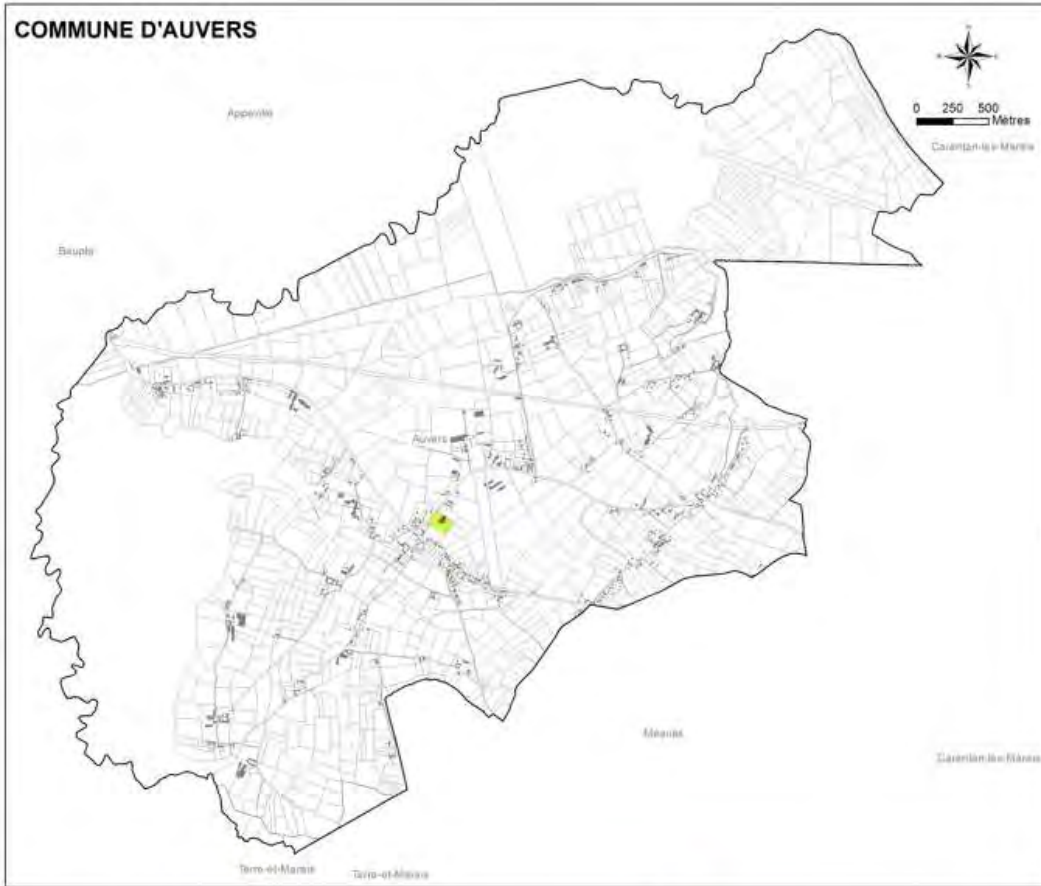 COMMUNE D'AUVERS
Appeville
0 250 500
Mètres
Carentan-les-Marais
Baupte
Auvers
Méautis
Carentan-les-Marais
Terre-et-Marais
Terre-et-Marais